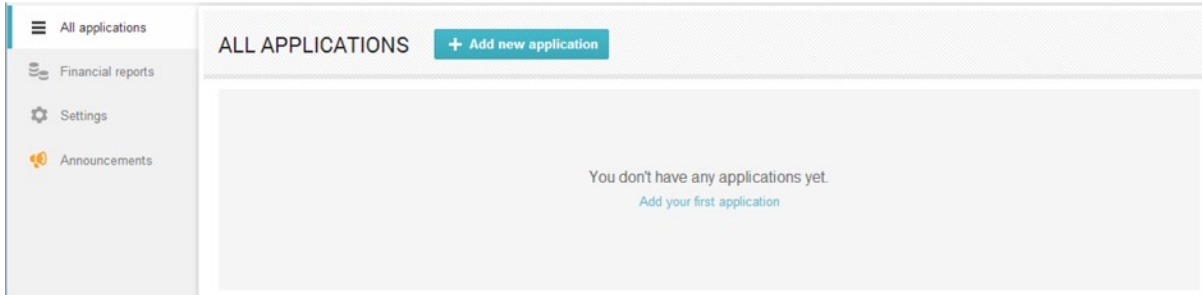 All applications
Financial reports
Settings
Announcements
ALL APPLICATIONS
+ Add new application
You don't have any applications yet.
Add your first application